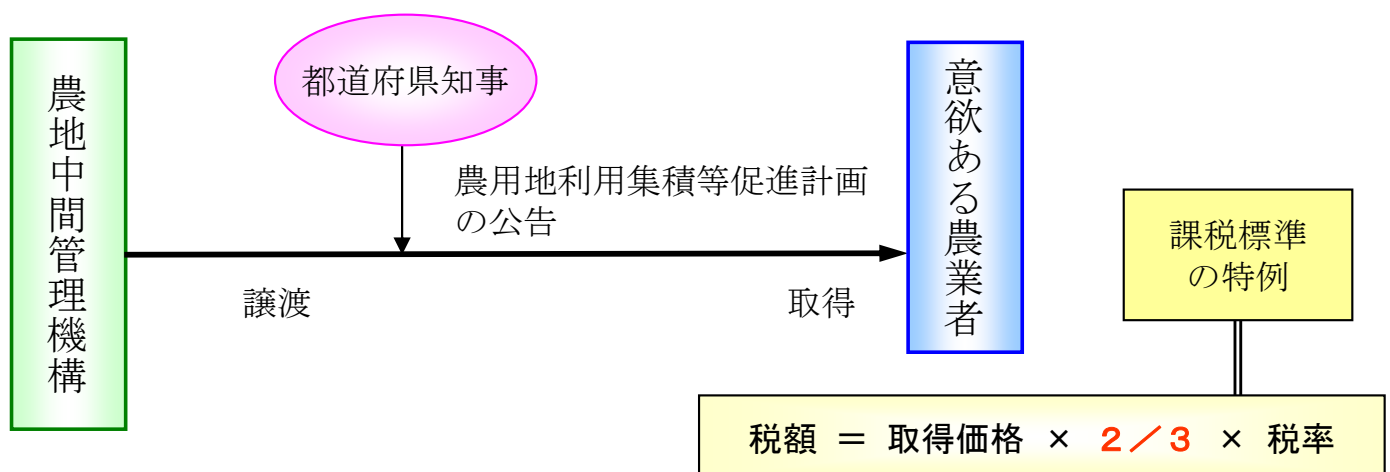 農地中間管理機構
都道府県知事
農用地利用集積等促進計画
の公告
譲渡
取得
意欲ある農業者
課税標準
の特例
税額 ＝ 取得価格 × ２／３ × 税率